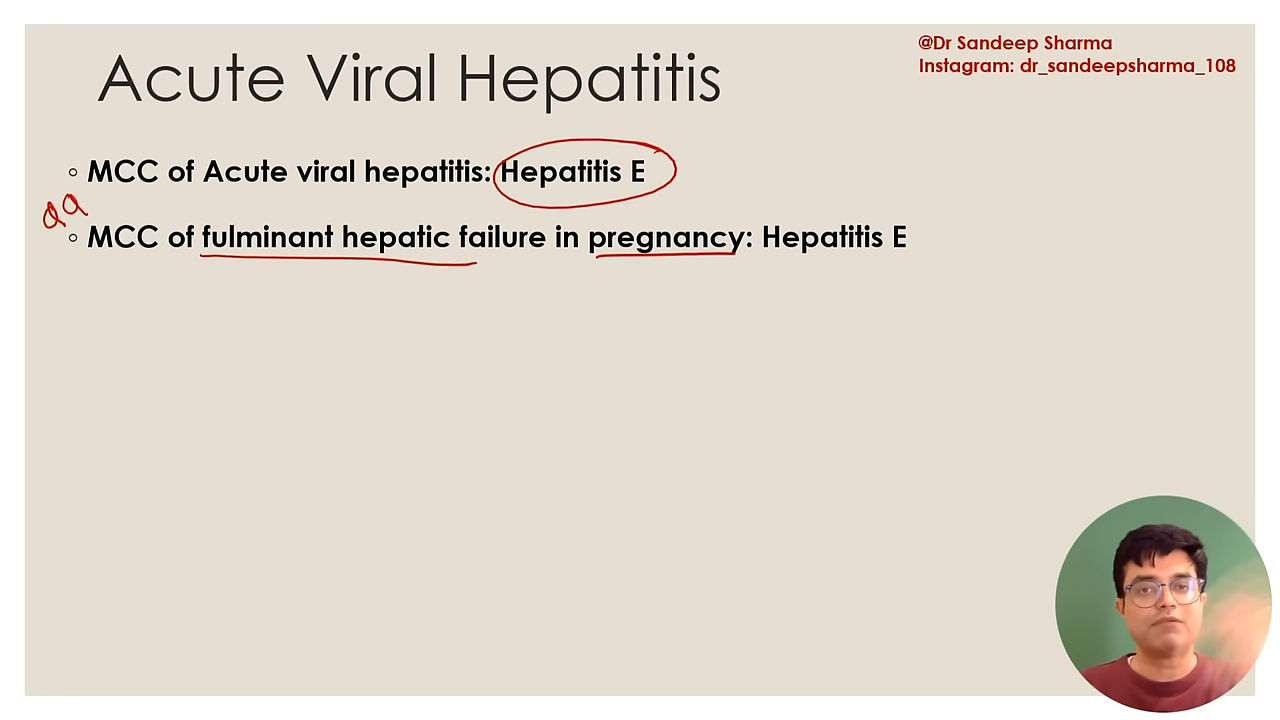 Acute Viral Hepatitis
@Dr Sandeep Sharma
Instagram: dr_sandeepsharma_108
MCC of Acute viral hepatitis: Hepatitis E
MCC of fulminant hepatic failure in pregnancy: Hepatitis E